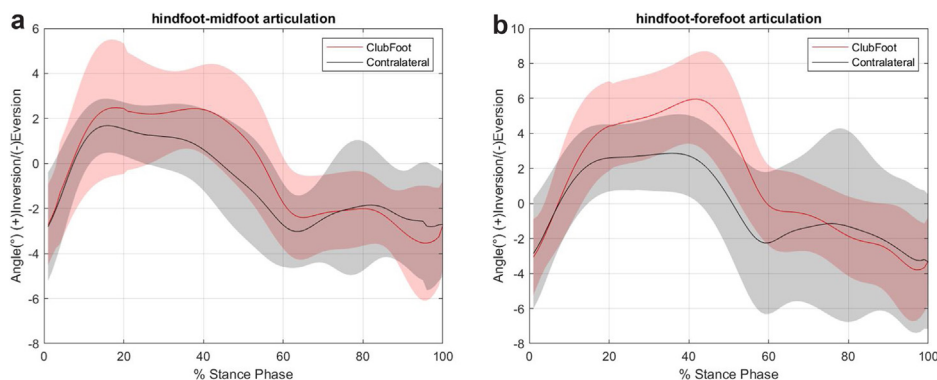 a
hindfoot-midfoot articulation
ClubFoot
Contralateral
Angle(°) (+)Inversion/(-)Eversion
6
4
2
0
-2
-4
-6
-8
0 20 40 60 80 100
% Stance Phase
b
hindfoot-forefoot articulation
ClubFoot
Contralateral
Angle(°) (+)Inversion/(-)Eversion
10
8
6
4
2
0
-2
-4
-6
-8
0 20 40 60 80 100
% Stance Phase